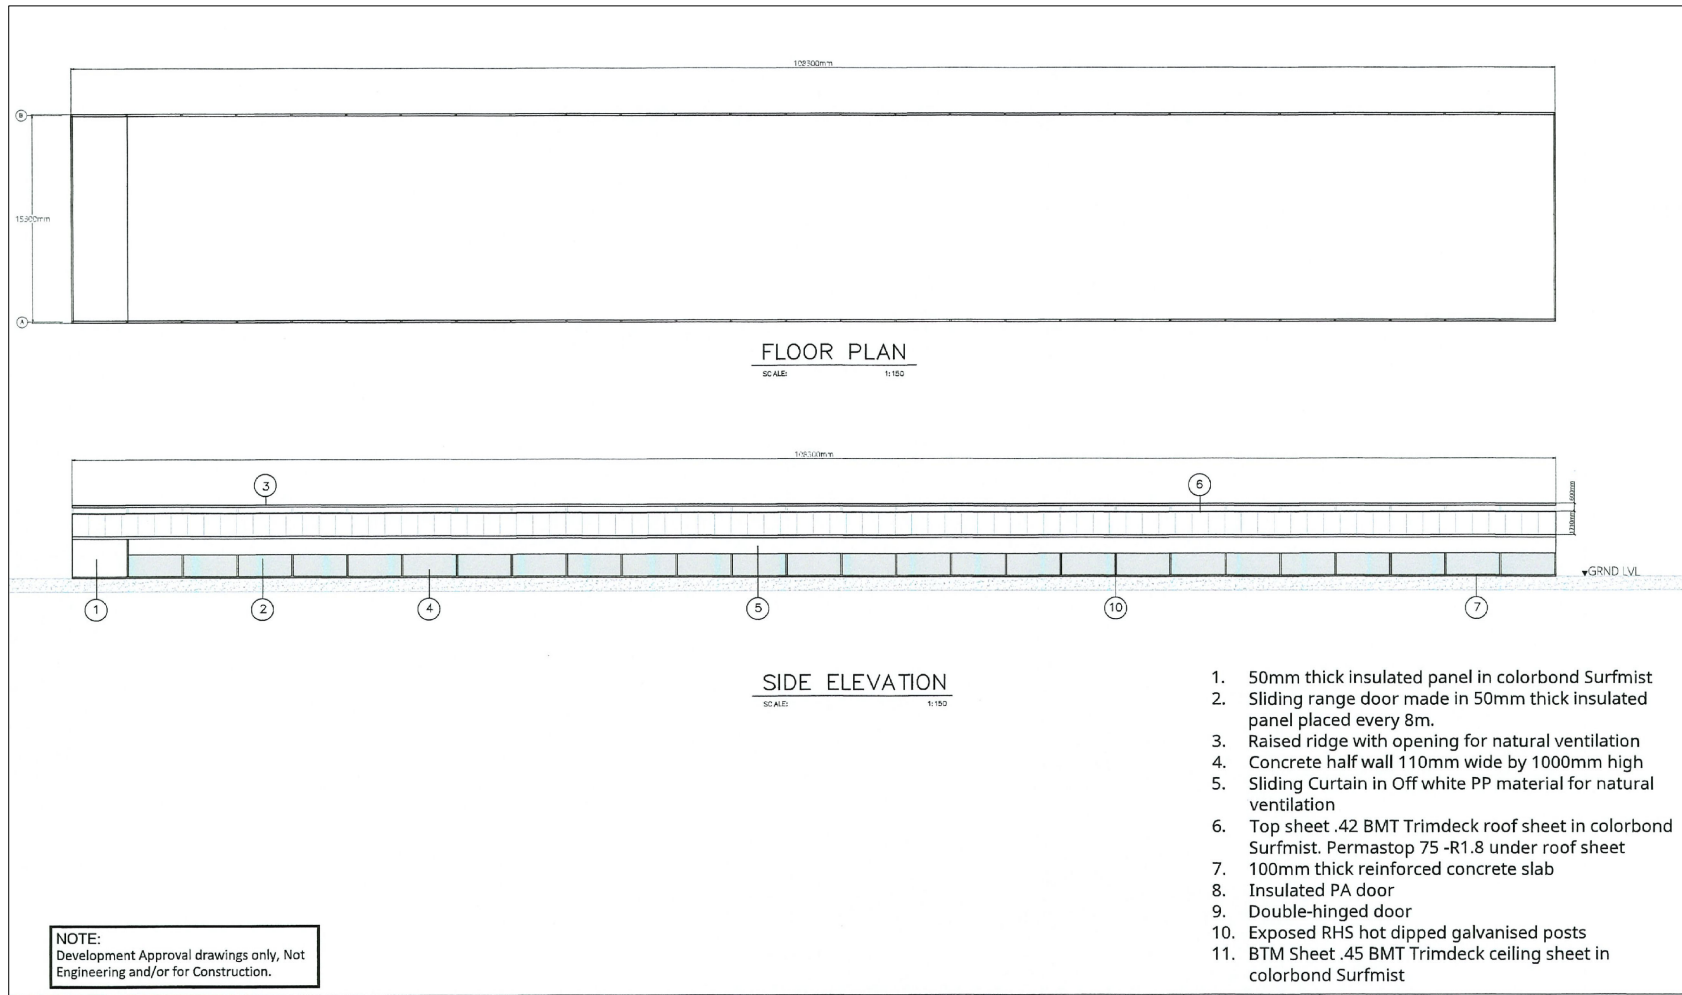 B
A
FLOOR PLAN
SCALE: 1:150
3
6
1
2
4
5
10
7
▾GRND LVL
SIDE ELEVATION
SCALE: 1:150
1. 50mm thick insulated panel in colorbond Surfmist
2. Sliding range door made in 50mm thick insulated
panel placed every 8m.
3. Raised ridge with opening for natural ventilation
4. Concrete half wall 110mm wide by 1000mm high
5. Sliding Curtain in Off white PP material for natural
ventilation
6. Top sheet .42 BMT Trimdeck roof sheet in colorbond
Surfmist. Permastop 75 -R1.8 under roof sheet
7. 100mm thick reinforced concrete slab
8. Insulated PA door
9. Double-hinged door
10. Exposed RHS hot dipped galvanised posts
11. BTM Sheet .45 BMT Trimdeck ceiling sheet in
colorbond Surfmist
NOTE:
Development Approval drawings only, Not
Engineering and/or for Construction.